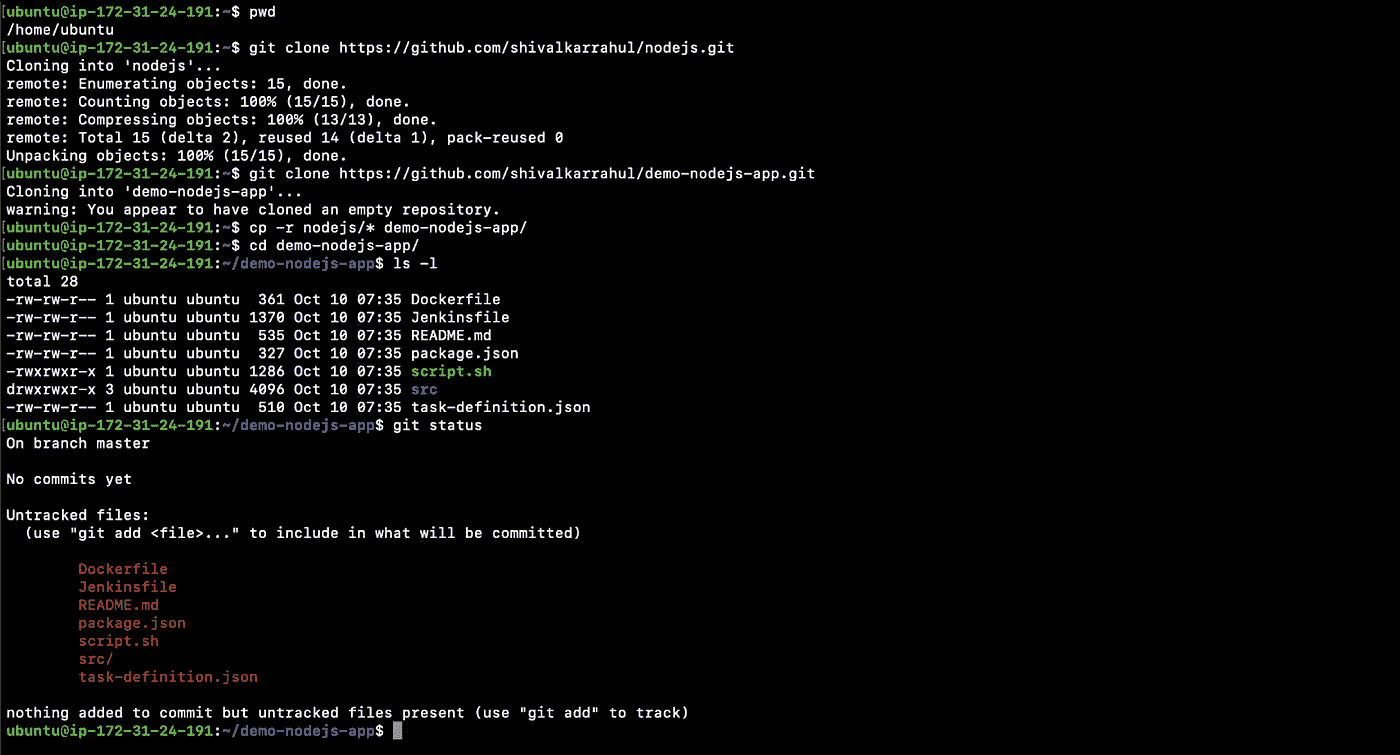 [ubuntu@ip-172-31-24-191:~$ pwd
/home/ubuntu
[ubuntu@ip-172-31-24-191:~$ git clone https://github.com/shivalkarrahul/nodejs.git
Cloning into 'nodejs'...
remote: Enumerating objects: 15, done.
remote: Counting objects: 100% (15/15), done.
remote: Compressing objects: 100% (13/13), done.
remote: Total 15 (delta 2), reused 14 (delta 1), pack-reused 0
Unpacking objects: 100% (15/15), done.
[ubuntu@ip-172-31-24-191:~$ git clone https://github.com/shivalkarrahul/demo-nodejs-app.git
Cloning into 'demo-nodejs-app'...
warning: You appear to have cloned an empty repository.
[ubuntu@ip-172-31-24-191:~$ cp -r nodejs/* demo-nodejs-app/
[ubuntu@ip-172-31-24-191:~$ cd demo-nodejs-app/
[ubuntu@ip-172-31-24-191:~/demo-nodejs-app$ ls -l
total 28
-rw-rw-r-- 1 ubuntu ubuntu  361 Oct 10 07:35 Dockerfile
-rw-rw-r-- 1 ubuntu ubuntu 1370 Oct 10 07:35 Jenkinsfile
-rw-rw-r-- 1 ubuntu ubuntu  535 Oct 10 07:35 README.md
-rw-rw-r-- 1 ubuntu ubuntu  327 Oct 10 07:35 package.json
-rwxrwxr-x 1 ubuntu ubuntu 1286 Oct 10 07:35 script.sh
drwxrwxr-x 3 ubuntu ubuntu 4096 Oct 10 07:35 src
-rw-rw-r-- 1 ubuntu ubuntu  510 Oct 10 07:35 task-definition.json
[ubuntu@ip-172-31-24-191:~/demo-nodejs-app$ git status
On branch master
No commits yet
Untracked files:
  (use "git add <file>..." to include in what will be committed)
        Dockerfile
        Jenkinsfile
        README.md
        package.json
        script.sh
        src/
        task-definition.json
nothing added to commit but untracked files present (use "git add" to track)
ubuntu@ip-172-31-24-191:~/demo-nodejs-app$